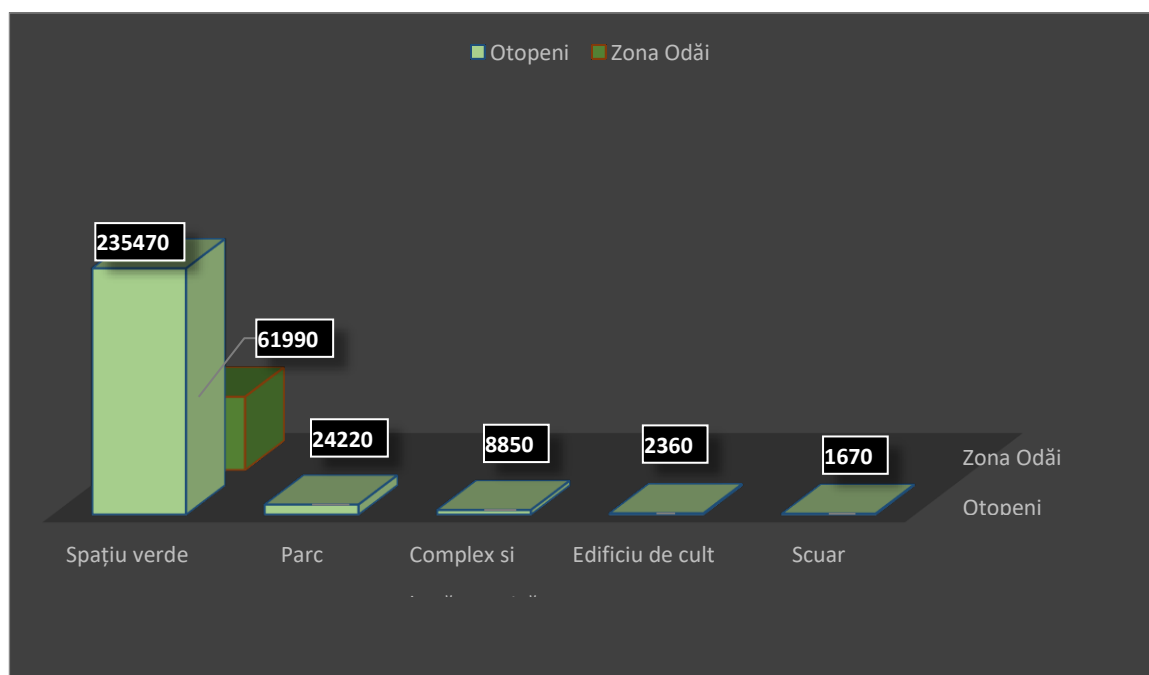 Otopeni Zona Odăi
235470
61990
24220 8850 2360 1670
Zona Odăi
Otopeni
Spațiu verde Parc Complex si Edificiu de cult Scuar